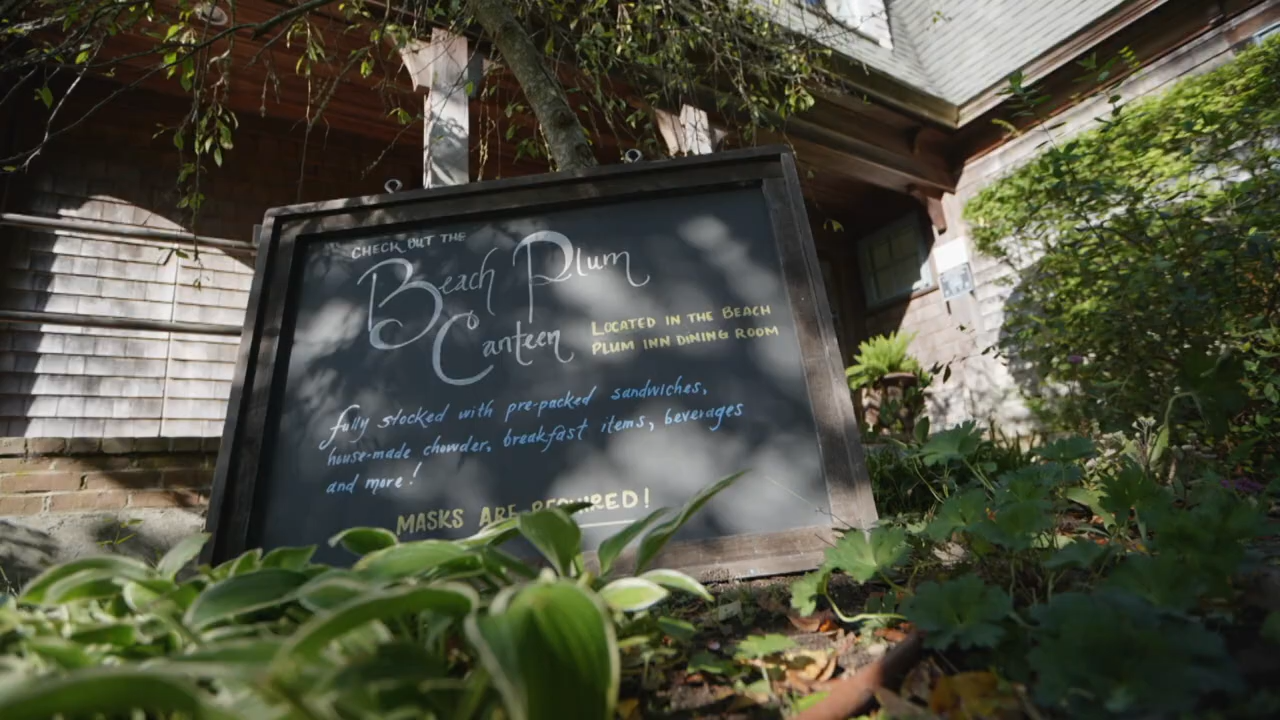 CHECK OUT THE
Beach Plum
Canteen
LOCATED IN THE BEACH
PLUM INN DINING ROOM
fully stocked with pre-packed sandwiches,
house-made chowder, breakfast items, beverages
and more!
MASKS ARE REQUIRED!